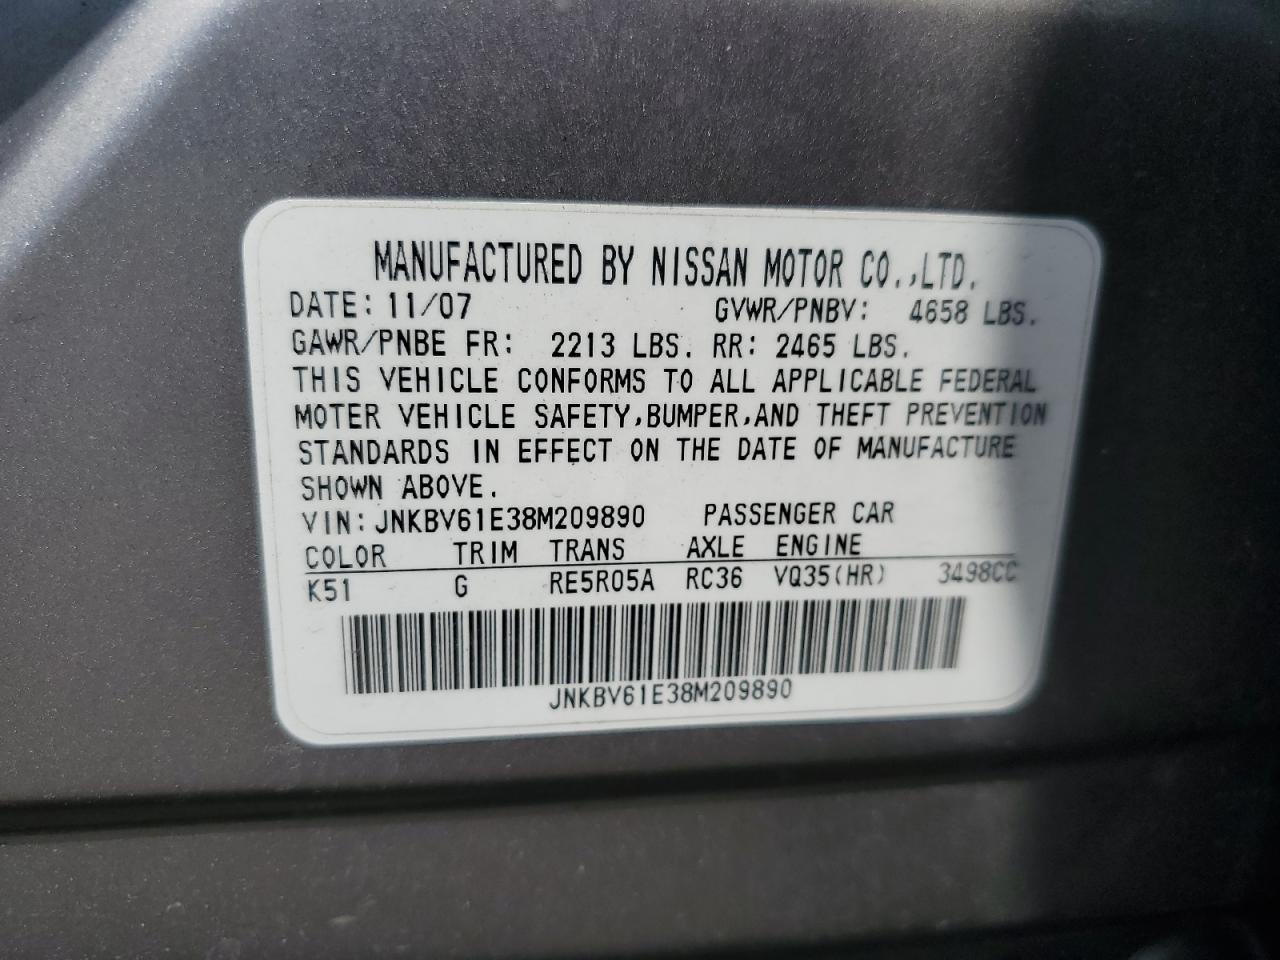 MANUFACTURED BY NISSAN MOTOR CO.,LTD.
DATE: 11/07 GVWR/PNBV: 4658 LBS.
GAWR/PNBE FR: 2213 LBS. RR: 2465 LBS.
THIS VEHICLE CONFORMS TO ALL APPLICABLE FEDERAL
MOTER VEHICLE SAFETY,BUMPER,AND THEFT PREVENTION
STANDARDS IN EFFECT ON THE DATE OF MANUFACTURE
SHOWN ABOVE.
VIN: JNKBV61E38M209890 PASSENGER CAR
COLOR TRIM TRANS AXLE ENGINE
K51 G RE5R05A RC36 VQ35(HR) 3498CC
JNKBV61E38M209890